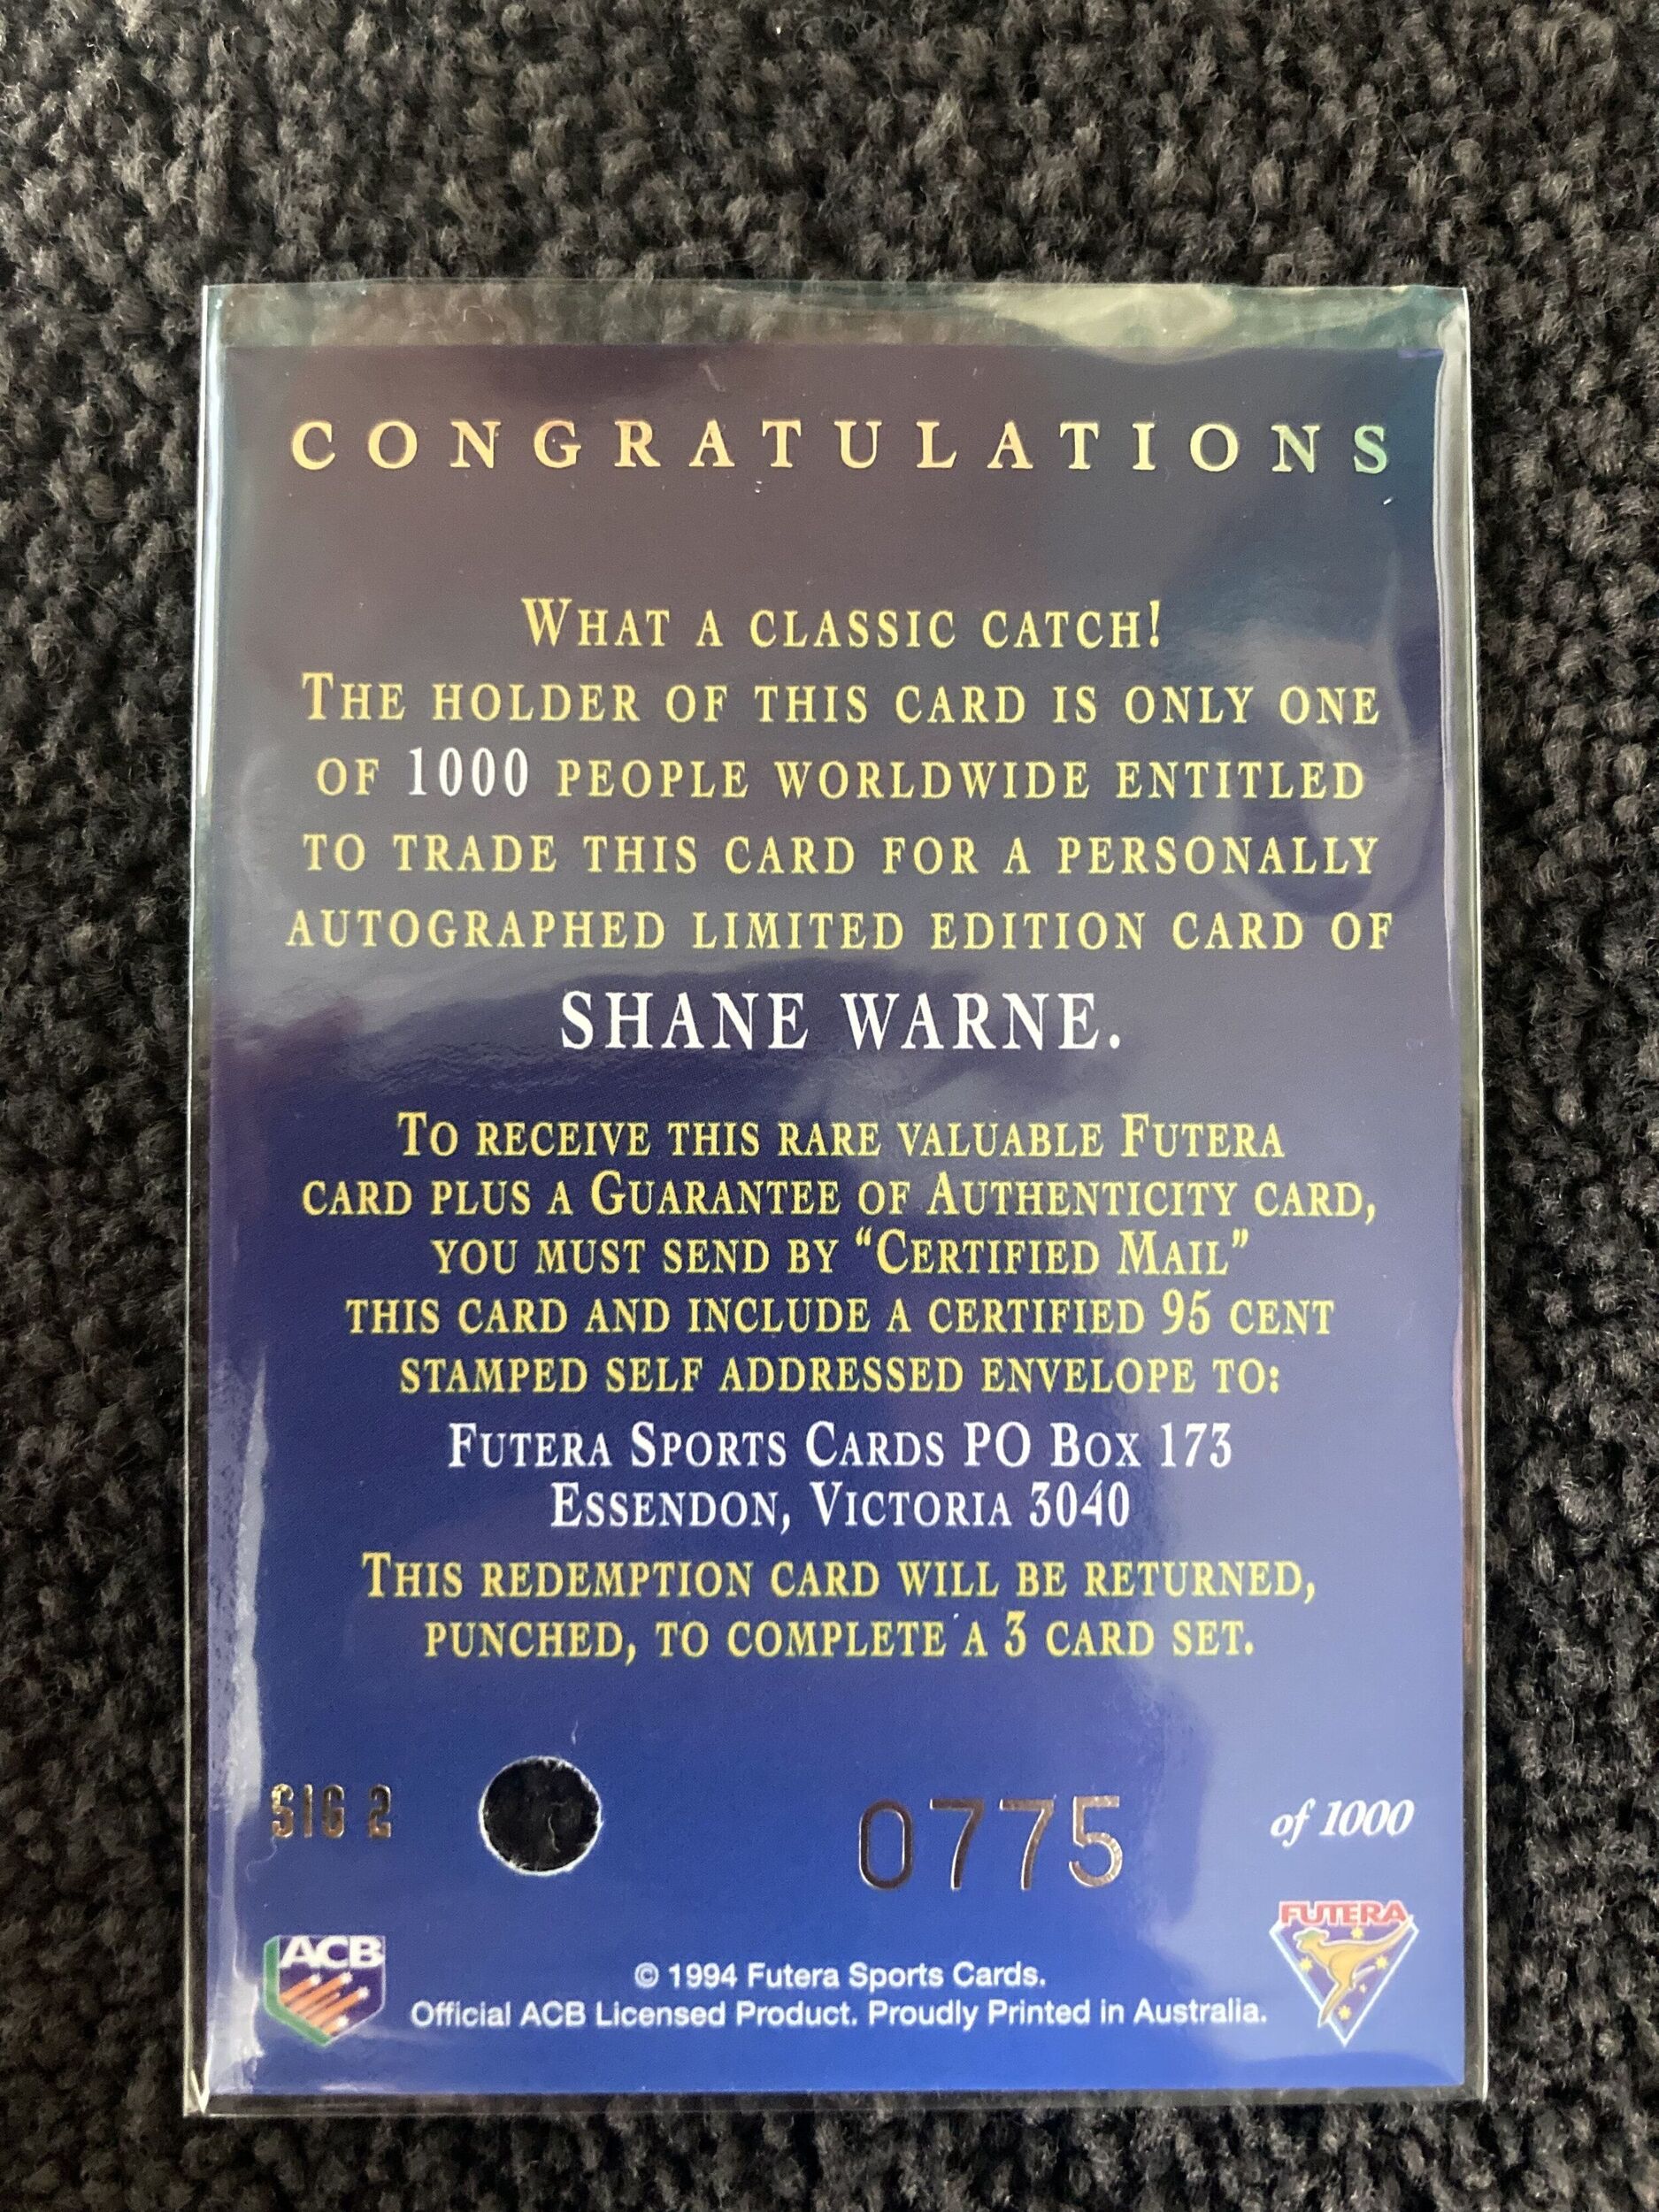 CONGRATULATIONS
WHAT A CLASSIC CATCH!
THE HOLDER OF THIS CARD IS ONLY ONE
OF 1000 PEOPLE WORLDWIDE ENTITLED
TO TRADE THIS CARD FOR A PERSONALLY
AUTOGRAPHED LIMITED EDITION CARD OF
SHANE WARNE.
TO RECEIVE THIS RARE VALUABLE FUTERA
CARD PLUS A GUARANTEE OF AUTHENTICITY CARD,
YOU MUST SEND BY “CERTIFIED MAIL”
THIS CARD AND INCLUDE A CERTIFIED 95 CENT
STAMPED SELF ADDRESSED ENVELOPE TO:
FUTERA SPORTS CARDS PO BOX 173
ESSENDON, VICTORIA 3040
THIS REDEMPTION CARD WILL BE RETURNED,
PUNCHED, TO COMPLETE A 3 CARD SET.
SIG 2 0775 of 1000
ACB
FUTERA
© 1994 Futera Sports Cards.
Official ACB Licensed Product. Proudly Printed in Australia.